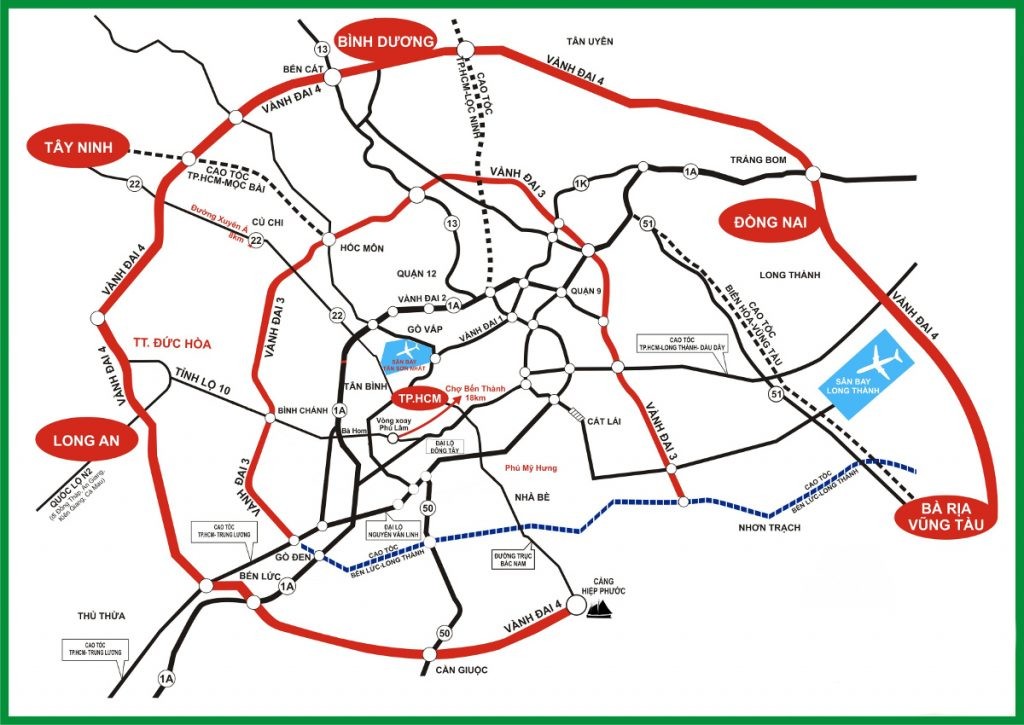 BÌNH DƯƠNG
TÂN UYÊN
13
BẾN CÁT
VÀNH ĐAI 4
VÀNH ĐAI 4
CAO TỐC
TP.HCM-LỘC NINH
TÂY NINH
CAO TỐC
TP.HCM-MỘC BÀI
22
Đường Xuyên Á
8km
22
CỦ CHI
HÓC MÔN
VÀNH ĐAI 3
1K
1A
TRẢNG BOM
ĐÒNG NAI
13
51
QUẬN 12
LONG THÀNH
VÀNH ĐAI 4
VÀNH ĐAI 3
VÀNH ĐAI 2
1A
QUẬN 9
CAO TỐC
BIÊN HÒA-VŨNG TÀU
VÀNH ĐAI 4
22
GÒ VẤP
VÀNH ĐAI 1
TT. ĐỨC HÒA
SÂN BAY
TÂN SƠN NHẤT
CAO TỐC
TP.HCM-LONG THÀNH- DẦU DÂY
SÂN BAY
LONG THÀNH
VÀNH ĐAI 4
TỈNH LỘ 10
TÂN BÌNH
TP.HCM
Chợ Bến Thành
18km
51
1A
BÌNH CHÁNH
Bà Hom
Vòng xoay
Phú Lâm
CÁT LÁI
VÀNH ĐAI 3
LONG AN
ĐẠI LỘ
ĐÔNG TÂY
Phú Mỹ Hưng
VÀNH ĐAI 3
QUỐC LỘ N2
(đi Đồng Tháp, An Giang,
Kiên Giang, Cà Mau)
NHÀ BÈ
CAO TỐC
BẾN LỨC-LONG THÀNH
50
BÀ RỊA
VŨNG TÀU
NHƠN TRẠCH
CAO TỐC
TP.HCM- TRUNG LƯƠNG
ĐẠI LỘ
NGUYỄN VĂN LINH
GÒ ĐEN
CAO TỐC
BẾN LỨC-LONG THÀNH
ĐƯỜNG TRỤC
BẮC NAM
BẾN LỨC
1A
CẢNG
HIỆP PHƯỚC
THỦ THỪA
VÀNH ĐAI 4
50
CAO TỐC
TP.HCM- TRUNG LƯƠNG
CẦN GIUỘC
1A